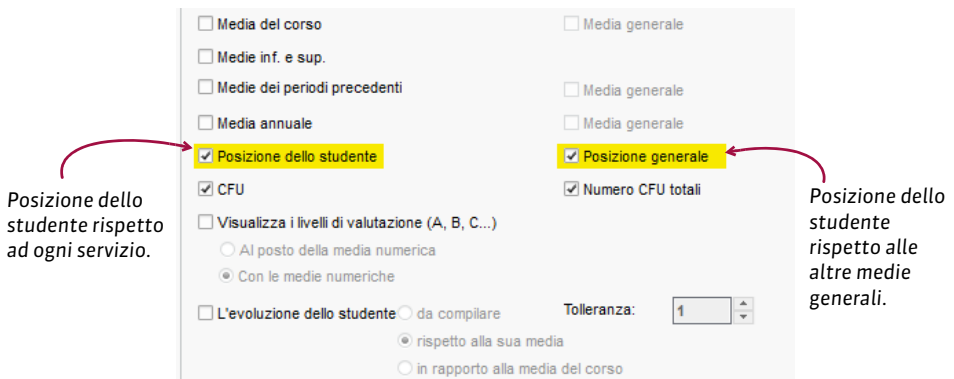 Media del corso
Media generale
Medie inf. e sup.
Medie dei periodi precedenti
Media generale
Media annuale
Media generale
Posizione dello studente
Posizione generale
CFU
Numero CFU totali
Visualizza i livelli di valutazione (A, B, C...)
Al posto della media numerica
Con le medie numeriche
L'evoluzione dello studente
da compilare
Tolleranza:
1
rispetto alla sua media
in rapporto alla media del corso
Posizione dello
studente rispetto
ad ogni servizio.
Posizione dello
studente
rispetto alle
altre medie
generali.